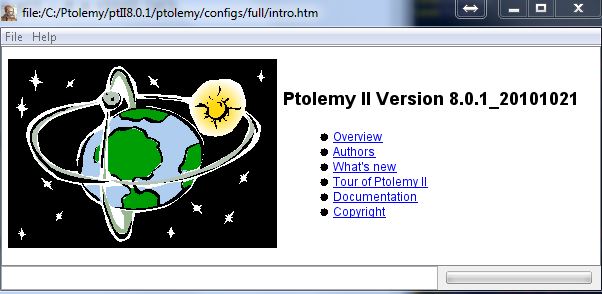 file:/C:/Ptolemy/ptII8.0.1/ptolemy/configs/full/intro.htm
File Help
Ptolemy II Version 8.0.1_20101021
Overview
Authors
What's new
Tour of Ptolemy II
Documentation
Copyright